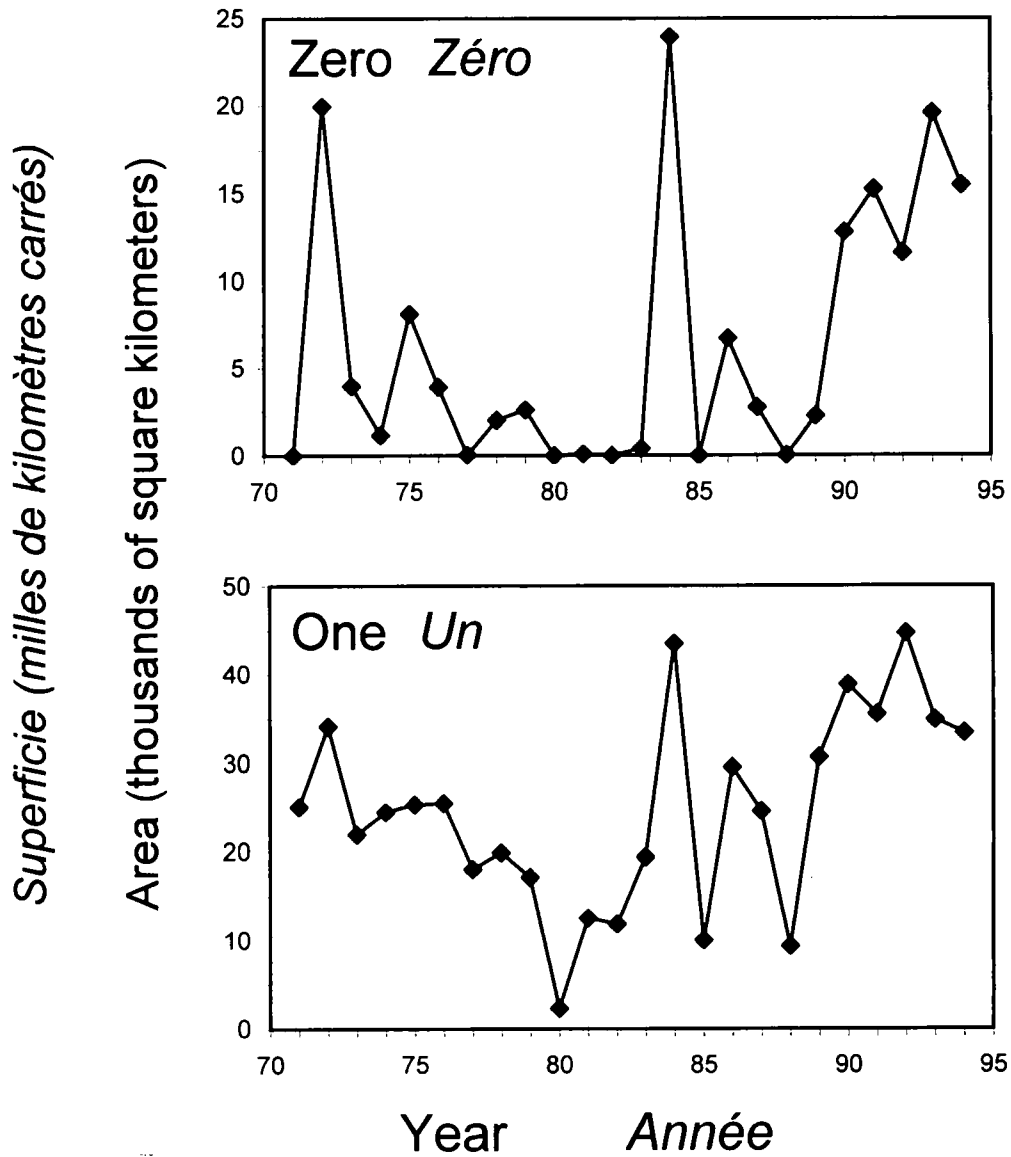 Superficie (milles de kilomètres carrés)
Area (thousands of square kilometers)
Zero Zéro
25
20
15
10
5
0
70 75 80 85 90 95
One Un
50
40
30
20
10
0
70 75 80 85 90 95
Year Année